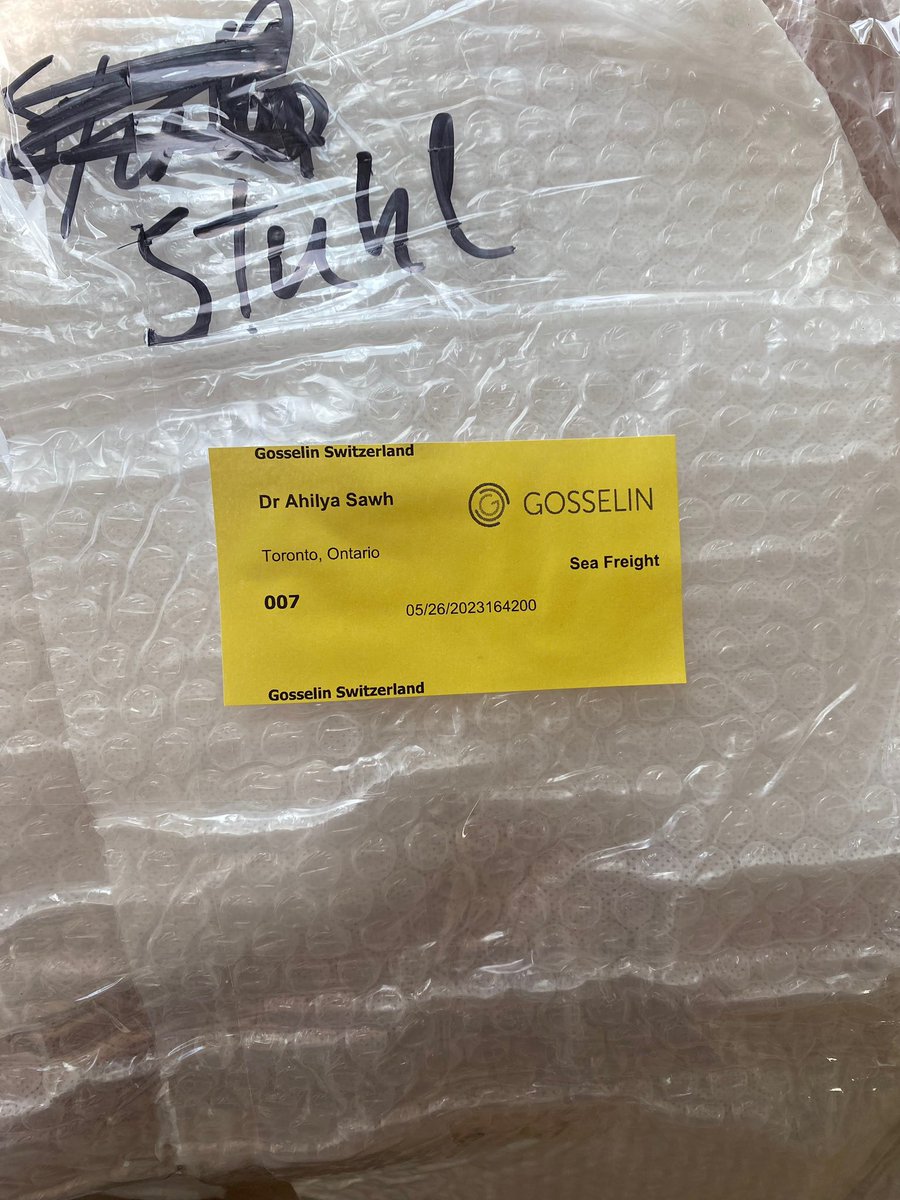 Stuhl
Gosselin Switzerland
Dr Ahilya Sawh
GOSSELIN
Toronto, Ontario
Sea Freight
007
05/26/2023164200
Gosselin Switzerland